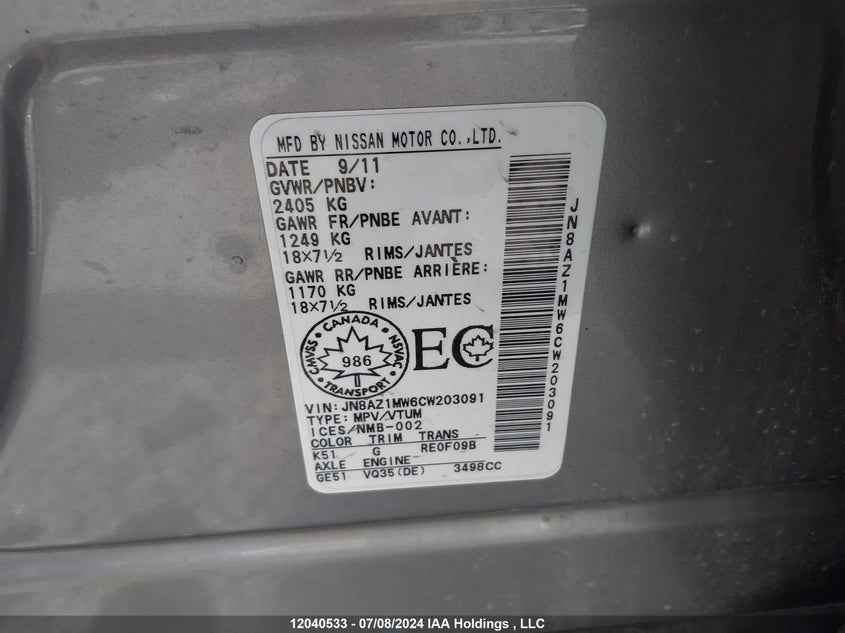 MFD BY NISSAN MOTOR CO.,LTD.
DATE 9/11
GVWR/PNBV:
2405 KG
GAWR FR/PNBE AVANT:
1249 KG
18×7½ RIMS/JANTES
GAWR RR/PNBE ARRIÈRE:
1170 KG
18×7½ RIMS/JANTES
CANADA
CMVSS
NSVAC
986
TRANSPORT
EC
VIN:JN8AZ1MW6CW203091
TYPE:MPV/VTUM
ICES/NMB-002
COLOR TRIM TRANS
K51 G RE0F09B
AXLE ENGINE
GE51 VQ35(DE) 3498CC
JN8AZ1MW6CW203091
12040533 - 07/08/2024 IAA Holdings , LLC